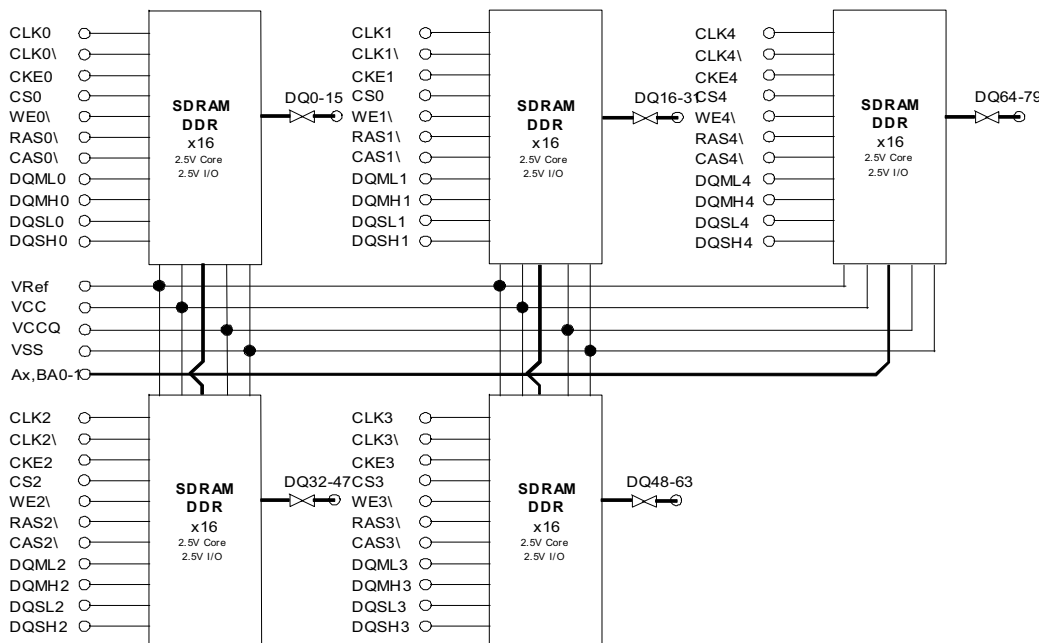 CLK0
CLK0\
CKE0
CS0
WE0\
RAS0\
CAS0\
DQML0
DQMH0
DQSL0
DQSH0
SDRAM
DDR
x16
2.5V Core
2.5V I/O
DQ0-15
CLK1
CLK1\
CKE1
CS0
WE1\
RAS1\
CAS1\
DQML1
DQMH1
DQSL1
DQSH1
SDRAM
DDR
x16
2.5V Core
2.5V I/O
DQ16-31
CLK4
CLK4\
CKE4
CS4
WE4\
RAS4\
CAS4\
DQML4
DQMH4
DQSL4
DQSH4
SDRAM
DDR
x16
2.5V Core
2.5V I/O
DQ64-79
VRef
VCC
VCCQ
VSS
Ax,BA0-1
CLK2
CLK2\
CKE2
CS2
WE2\
RAS2\
CAS2\
DQML2
DQMH2
DQSL2
DQSH2
SDRAM
DDR
x16
2.5V Core
2.5V I/O
DQ32-47
CLK3
CLK3\
CKE3
CS3
WE3\
RAS3\
CAS3\
DQML3
DQMH3
DQSL3
DQSH3
SDRAM
DDR
x16
2.5V Core
2.5V I/O
DQ48-63